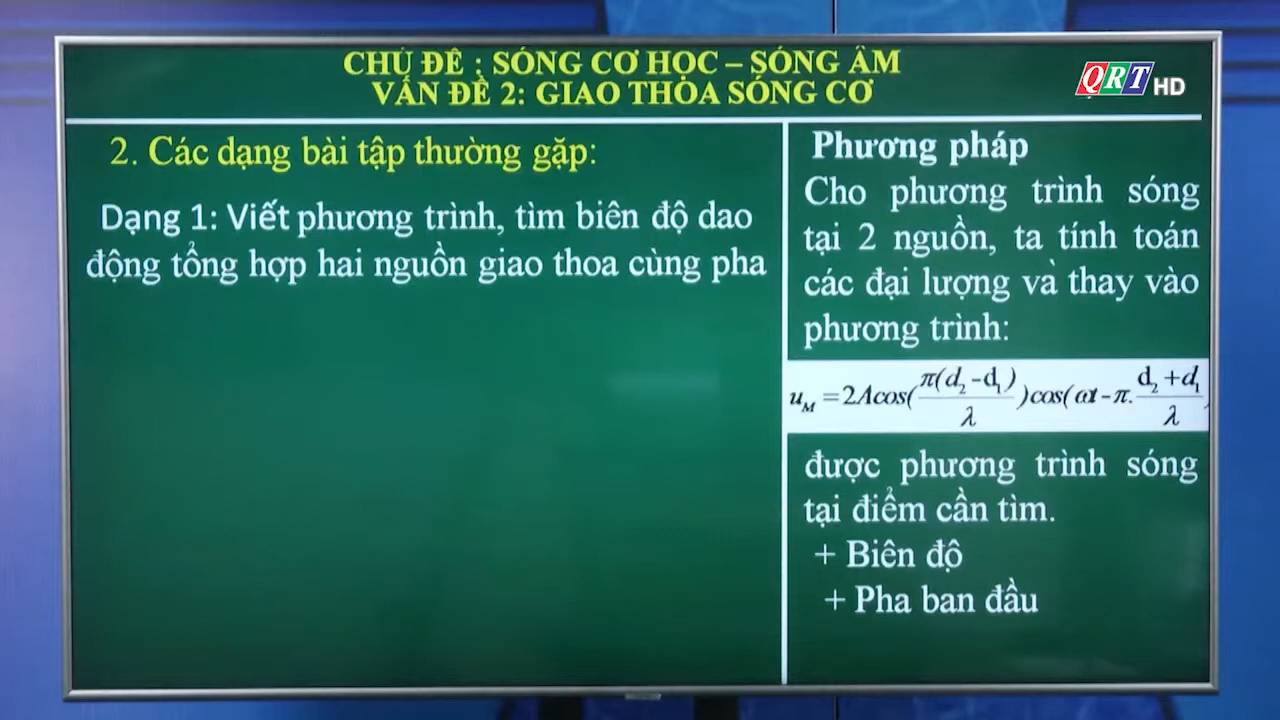 CHỦ ĐỀ : SÓNG CƠ HỌC – SÓNG ÂM
VẤN ĐỀ 2: GIAO THOA SÓNG CƠ
QRT HD
2. Các dạng bài tập thường gặp:
Dạng 1: Viết phương trình, tìm biên độ dao
động tổng hợp hai nguồn giao thoa cùng pha
Phương pháp
Cho phương trình sóng
tại 2 nguồn, ta tính toán
các đại lượng và thay vào
phương trình:
u_M = 2Acos(π(d₂-d₁)/λ)cos(ωt - π.(d₂+d₁)/λ)
được phương trình sóng
tại điểm cần tìm.
+ Biên độ
+ Pha ban đầu